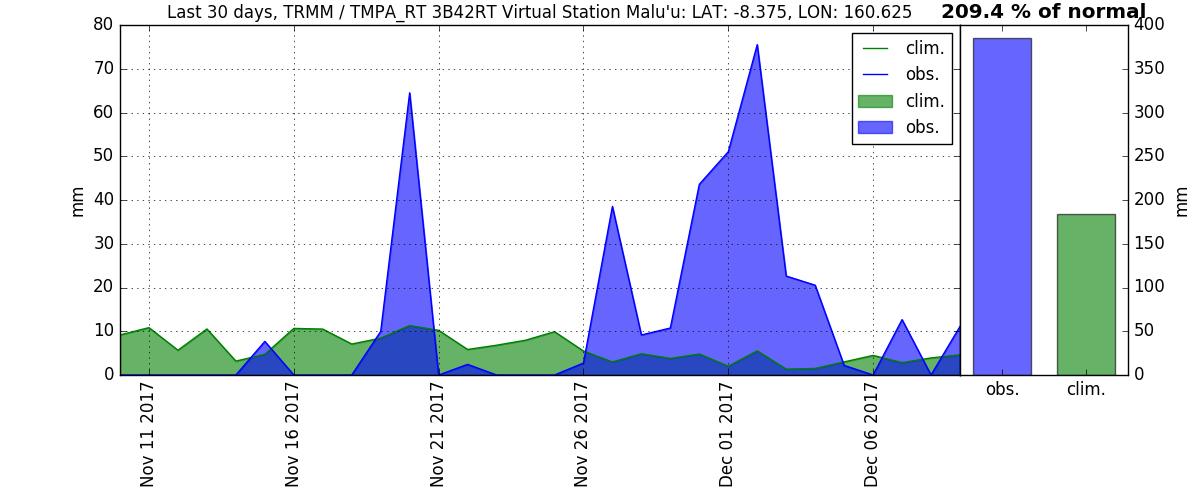 Last 30 days, TRMM / TMPA_RT 3B42RT Virtual Station Malu'u: LAT: -8.375, LON: 160.625
209.4 % of normal
80
70
60
50
40
30
20
10
0
mm
clim.
obs.
clim.
obs.
400
350
300
250
200
150
100
50
0
mm
Nov 11 2017
Nov 16 2017
Nov 21 2017
Nov 26 2017
Dec 01 2017
Dec 06 2017
obs.
clim.